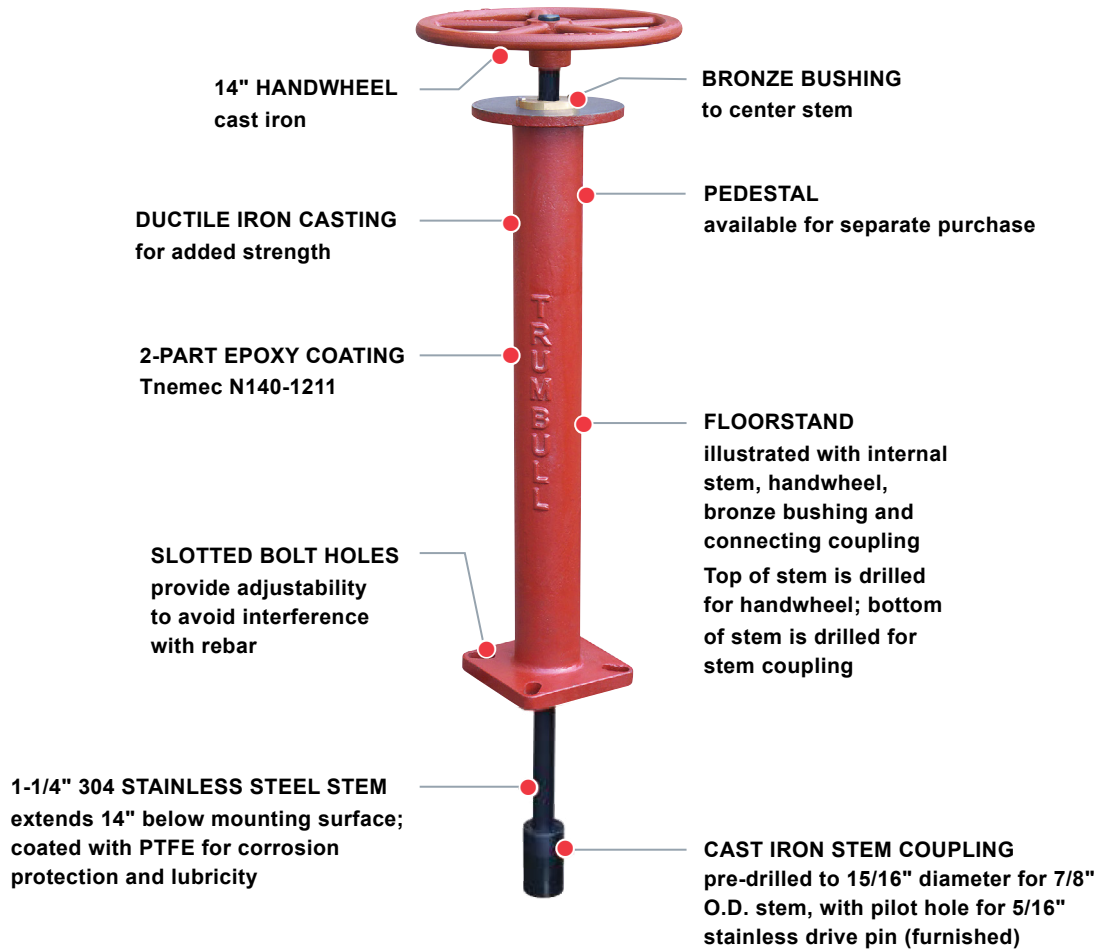 14" HANDWHEEL
cast iron
BRONZE BUSHING
to center stem
DUCTILE IRON CASTING
for added strength
PEDESTAL
available for separate purchase
TRUMBULL
2-PART EPOXY COATING
Tnemec N140-1211
FLOORSTAND
illustrated with internal
stem, handwheel,
bronze bushing and
connecting coupling
Top of stem is drilled
for handwheel; bottom
of stem is drilled for
stem coupling
SLOTTED BOLT HOLES
provide adjustability
to avoid interference
with rebar
1-1/4" 304 STAINLESS STEEL STEM
extends 14" below mounting surface;
coated with PTFE for corrosion
protection and lubricity
CAST IRON STEM COUPLING
pre-drilled to 15/16" diameter for 7/8"
O.D. stem, with pilot hole for 5/16"
stainless drive pin (furnished)